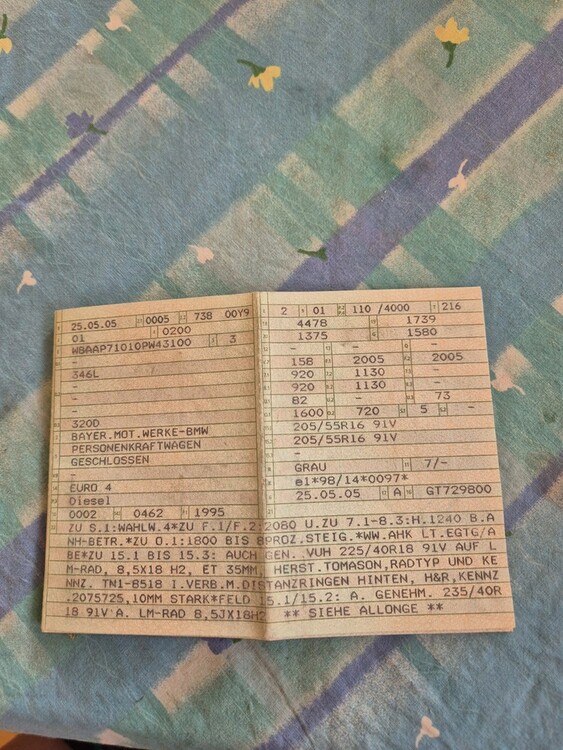 25.05.05 0005 738 00Y9
01 0200
WBAAP71010PW43100 3
-
346L
-
-
320D
BAYER.MOT.WERKE-BMW
PERSONENKRAFTWAGEN
GESCHLOSSEN
-
EURO 4
Diesel
0002 0462 1995
2 01 110 /4000 216
4478 1739
1375 1580
- - -
158 2005 2005
920 1130 -
920 1130 -
82 - 73
1600 720 5 -
205/55R16 91V
205/55R16 91V
-
GRAU 7/-
e1*98/14*0097*
25.05.05 A GT729800
ZU S.1:WAHLW.4*ZU F.1/F.2:2080 U.ZU 7.1-8.3:H.1240 B.A
NH-BETR.*ZU O.1:1800 BIS 8PROZ.STEIG.*WW.AHK LT.EGTG/A
BE*ZU 15.1 BIS 15.3: AUCH GEN. VUH 225/40R18 91V AUF L
M-RAD, 8,5X18 H2, ET 35MM, HERST.TOMASON,RADTYP UND KE
NNZ. TN1-8518 I.VERB.M.DISTANZRINGEN HINTEN, H&R,KENNZ
.2075725,10MM STARK*FELD 15.1/15.2: A. GENEHM. 235/40R
18 91V A. LM-RAD 8,5JX18H2 ** SIEHE ALLONGE **